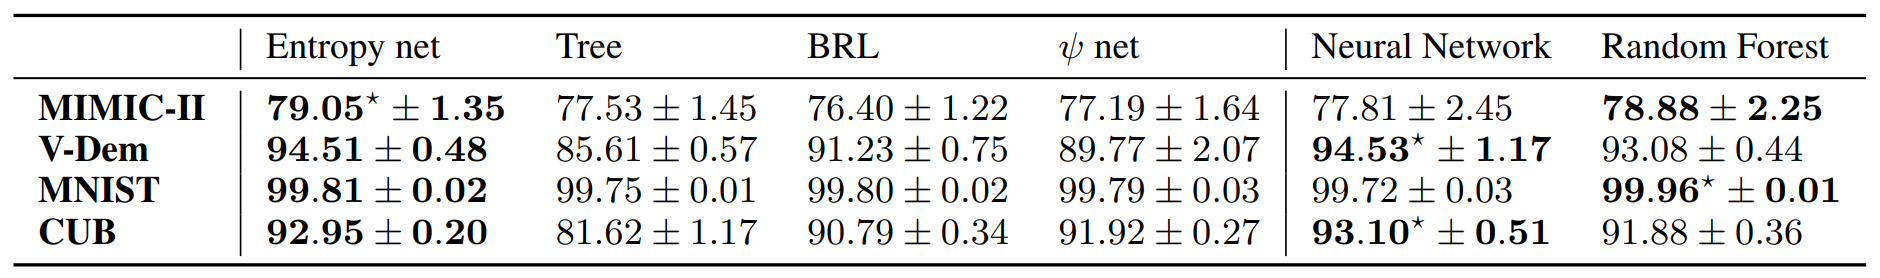 Entropy net Tree BRL ψ net Neural Network Random Forest
MIMIC-II 79.05⋆ ± 1.35 77.53 ± 1.45 76.40 ± 1.22 77.19 ± 1.64 77.81 ± 2.45 78.88 ± 2.25
V-Dem 94.51 ± 0.48 85.61 ± 0.57 91.23 ± 0.75 89.77 ± 2.07 94.53⋆ ± 1.17 93.08 ± 0.44
MNIST 99.81 ± 0.02 99.75 ± 0.01 99.80 ± 0.02 99.79 ± 0.03 99.72 ± 0.03 99.96⋆ ± 0.01
CUB 92.95 ± 0.20 81.62 ± 1.17 90.79 ± 0.34 91.92 ± 0.27 93.10⋆ ± 0.51 91.88 ± 0.36